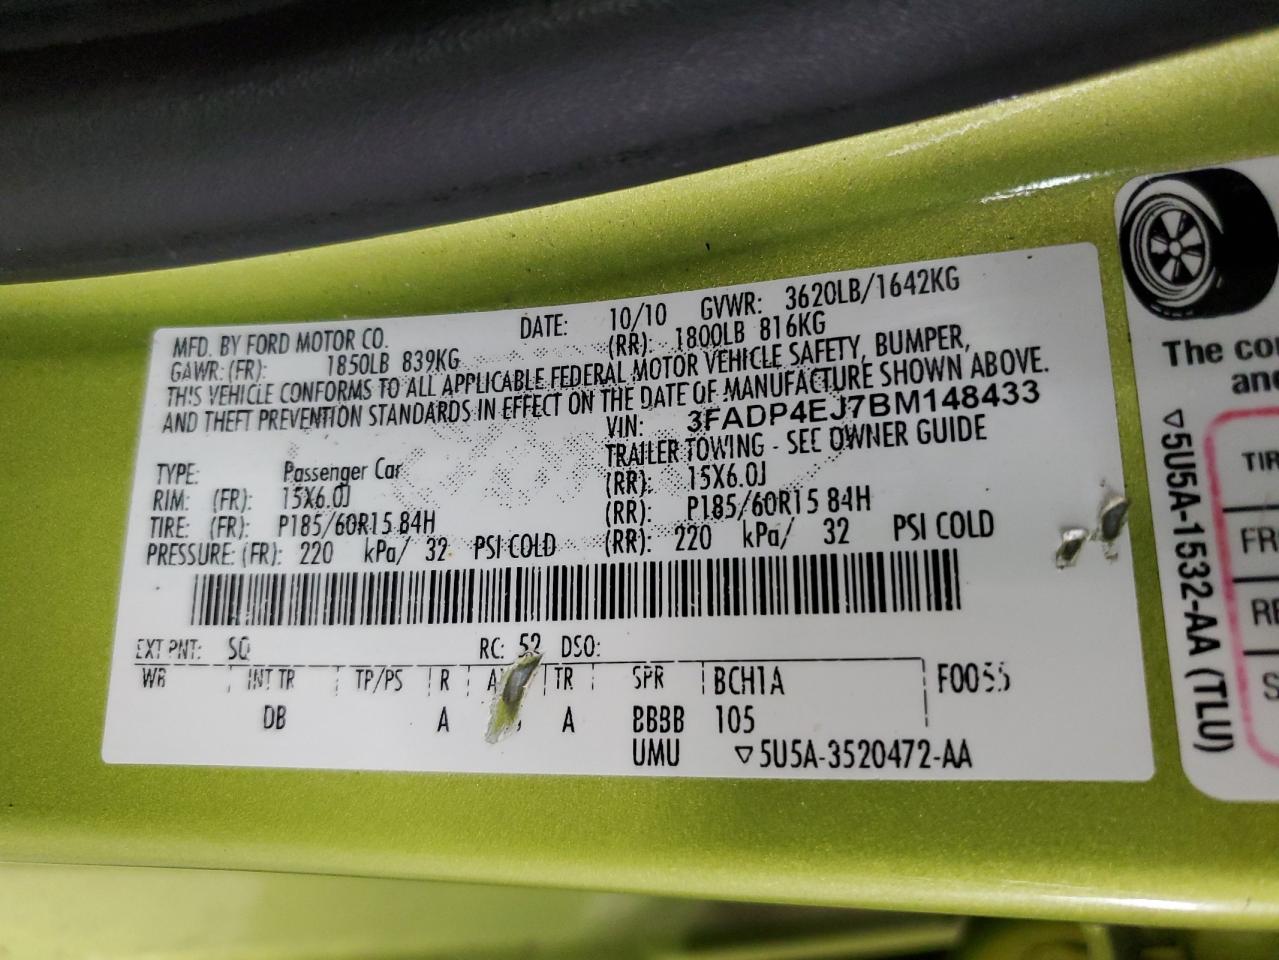 MFD. BY FORD MOTOR CO. DATE: 10/10 GVWR: 3620LB/1642KG
GAWR: (FR): 1850LB 839KG (RR): 1800LB 816KG
THIS VEHICLE CONFORMS TO ALL APPLICABLE FEDERAL MOTOR VEHICLE SAFETY, BUMPER,
AND THEFT PREVENTION STANDARDS IN EFFECT ON THE DATE OF MANUFACTURE SHOWN ABOVE.
VIN: 3FADP4EJ7BM148433
TYPE: Passenger Car TRAILER TOWING - SEE OWNER GUIDE
RIM: (FR): 15X6.0J (RR): 15X6.0J
TIRE: (FR): P185/60R15 84H (RR): P185/60R15 84H
PRESSURE: (FR): 220 kPa/ 32 PSI COLD (RR): 220 kPa/ 32 PSI COLD
EXT PNT: SQ RC: 52 DSO:
WB INT TR TP/PS R TR SPR BCH1A F0055
DB A A BBBB 105
UMU ▽5U5A-3520472-AA
The
and
▽5U5A-1532-AA (TLU)